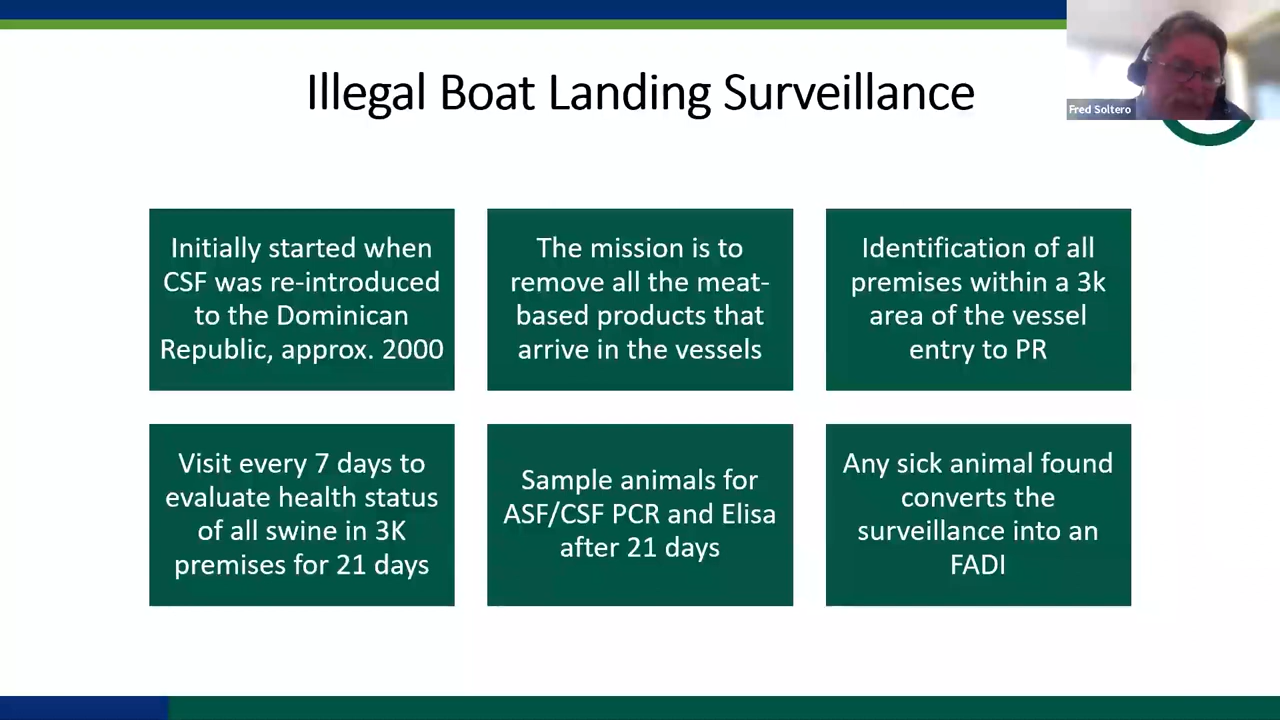 Illegal Boat Landing Surveillance
Fred Soltero
Initially started when
CSF was re-introduced
to the Dominican
Republic, approx. 2000
The mission is to
remove all the meat-
based products that
arrive in the vessels
Identification of all
premises within a 3k
area of the vessel
entry to PR
Visit every 7 days to
evaluate health status
of all swine in 3K
premises for 21 days
Sample animals for
ASF/CSF PCR and Elisa
after 21 days
Any sick animal found
converts the
surveillance into an
FADI